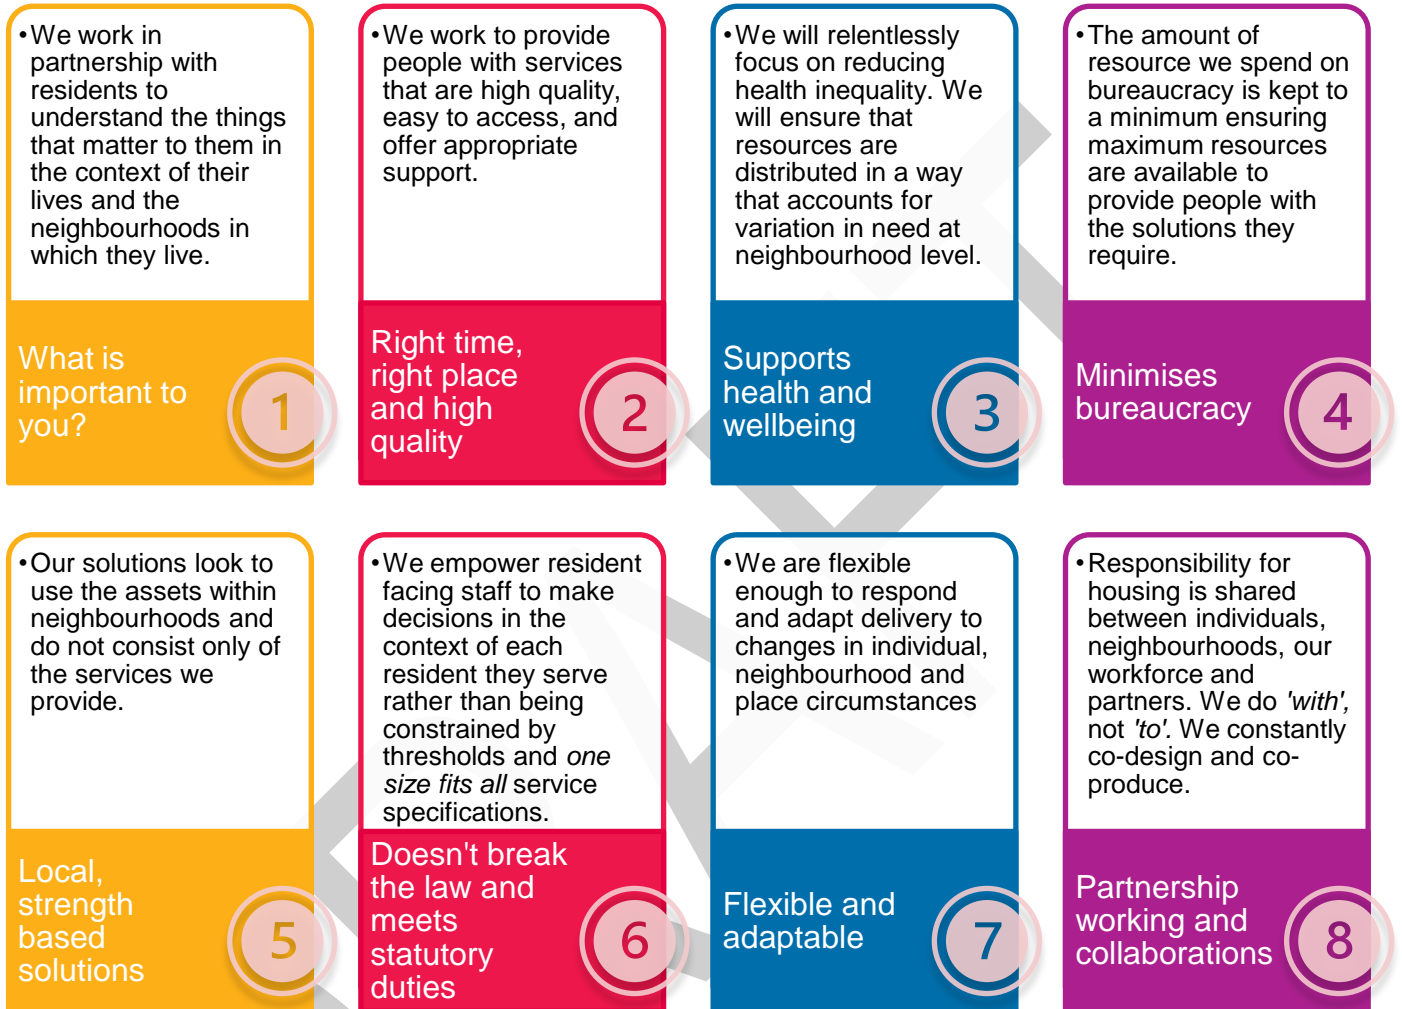 •We work in
partnership with
residents to
understand the things
that matter to them in
the context of their
lives and the
neighbourhoods in
which they live.
What is
important to
you?
1
•We work to provide
people with services
that are high quality,
easy to access, and
offer appropriate
support.
Right time,
right place
and high
quality
2
•We will relentlessly
focus on reducing
health inequality. We
will ensure that
resources are
distributed in a way
that accounts for
variation in need at
neighbourhood level.
Supports
health and
wellbeing
3
•The amount of
resource we spend on
bureaucracy is kept to
a minimum ensuring
maximum resources
are available to
provide people with
the solutions they
require.
Minimises
bureaucracy
4
•Our solutions look to
use the assets within
neighbourhoods and
do not consist only of
the services we
provide.
Local,
strength
based
solutions
5
•We empower resident
facing staff to make
decisions in the
context of each
resident they serve
rather than being
constrained by
thresholds and one
size fits all service
specifications.
Doesn't break
the law and
meets
statutory
duties
6
•We are flexible
enough to respond
and adapt delivery to
changes in individual,
neighbourhood and
place circumstances
Flexible and
adaptable
7
•Responsibility for
housing is shared
between individuals,
neighbourhoods, our
workforce and
partners. We do 'with',
not 'to'. We constantly
co-design and co-
produce.
Partnership
working and
collaborations
8